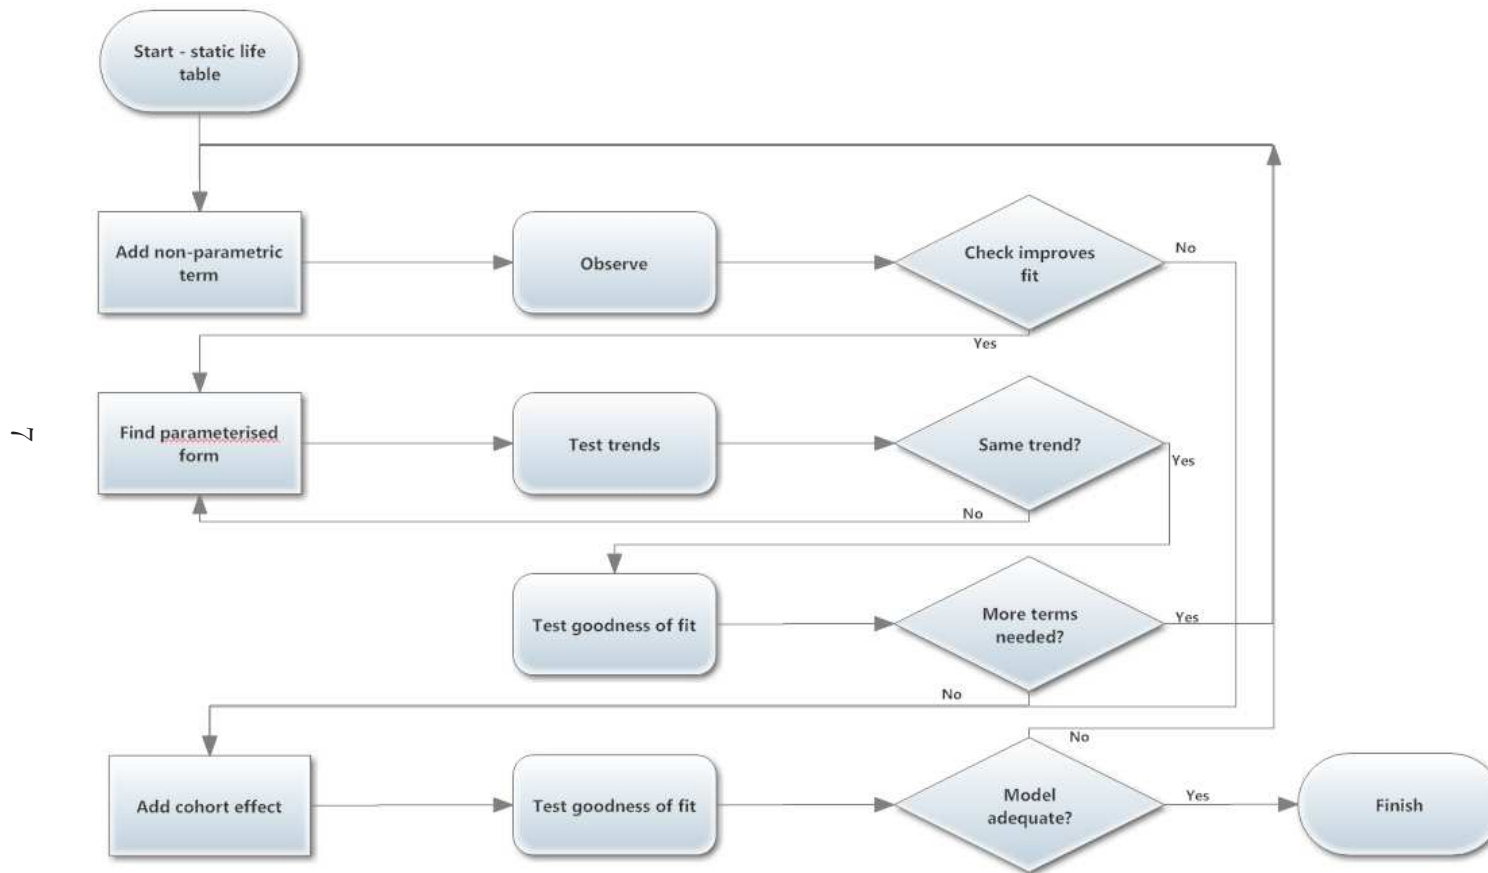 Start - static life
table
Add non-parametric
term
Observe
Check improves
fit
No
Yes
Find parameterised
form
Test trends
Same trend?
Yes
No
7
Test goodness of fit
More terms
needed?
Yes
No
Add cohort effect
Test goodness of fit
Model
adequate?
No
Yes
Finish